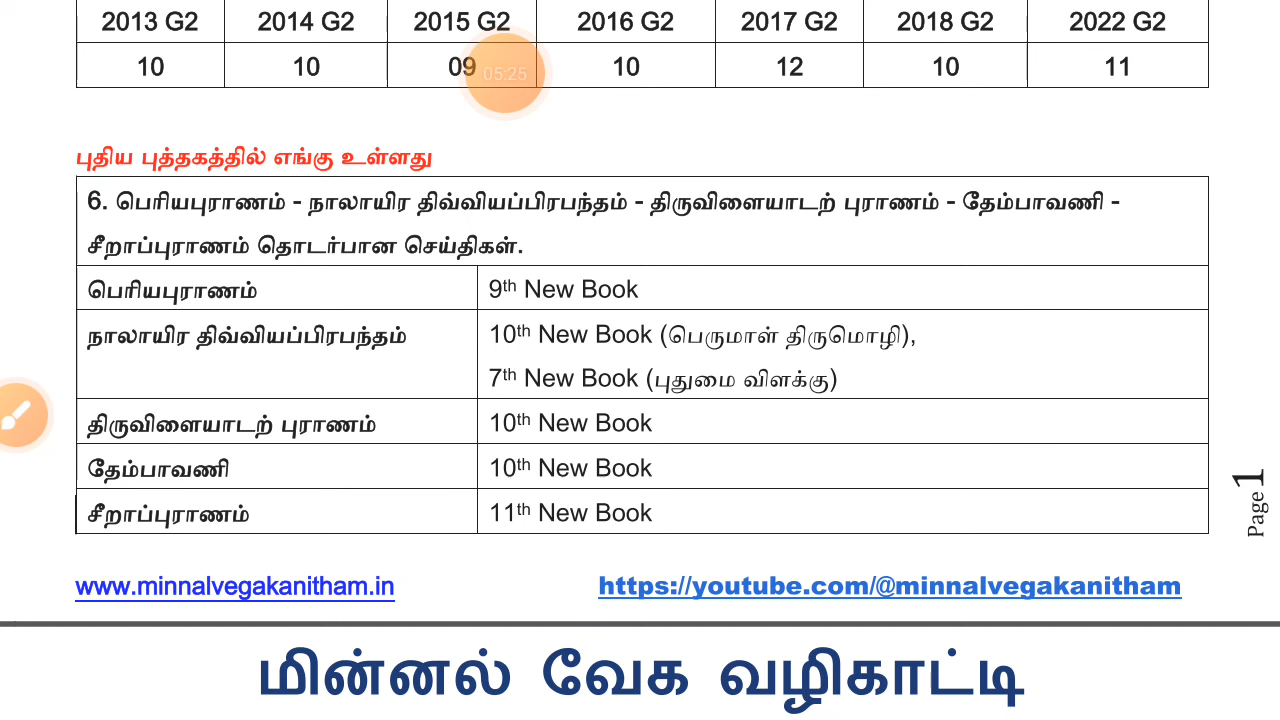 2013 G2 2014 G2 2015 G2 2016 G2 2017 G2 2018 G2 2022 G2
10 10 09 10 12 10 11
05:25
புதிய புத்தகத்தில் எங்கு உள்ளது
6. பெரியபுராணம் - நாலாயிர திவ்வியப்பிரபந்தம் - திருவிளையாடற் புராணம் - தேம்பாவணி -
சீறாப்புராணம் தொடர்பான செய்திகள்.
பெரியபுராணம் 9th New Book
நாலாயிர திவ்வியப்பிரபந்தம் 10th New Book (பெருமாள் திருமொழி),
7th New Book (புதுமை விளக்கு)
திருவிளையாடற் புராணம் 10th New Book
தேம்பாவணி 10th New Book
சீறாப்புராணம் 11th New Book
Page 1
www.minnalvegakanitham.in https://youtube.com/@minnalvegakanitham
மின்னல் வேக வழிகாட்டி